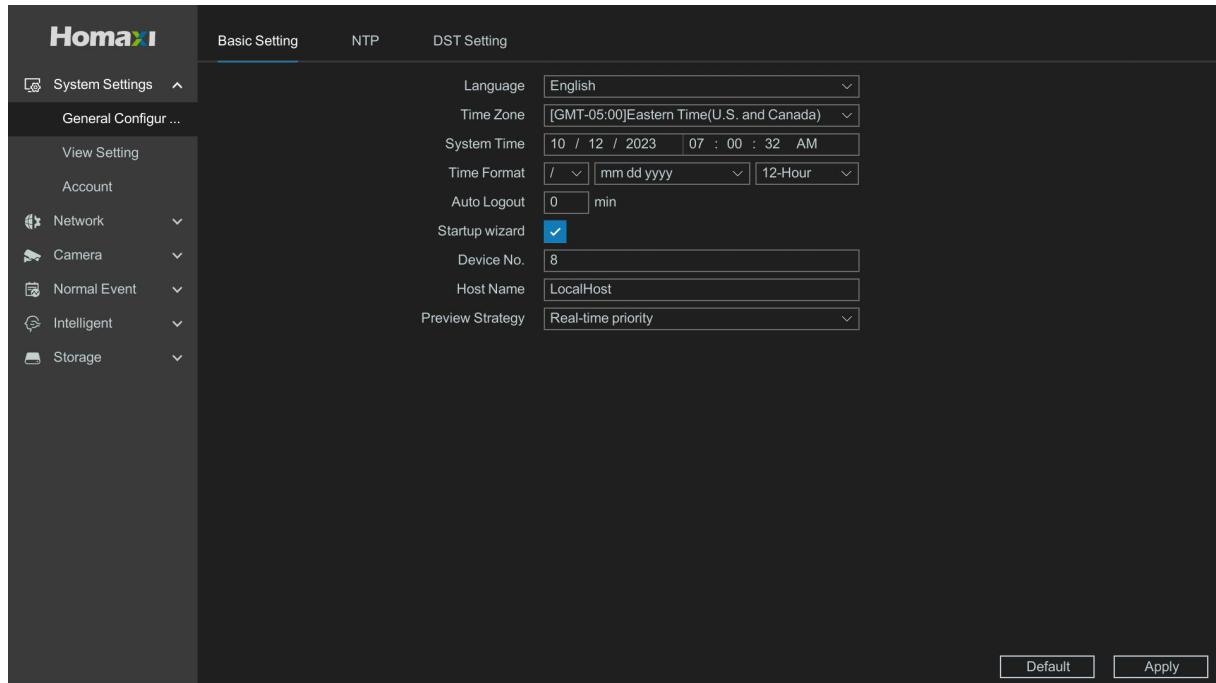 Homaxi
Basic Setting NTP DST Setting
System Settings
General Configur ...
View Setting
Account
Network
Camera
Normal Event
Intelligent
Storage
Language English
Time Zone [GMT-05:00]Eastern Time(U.S. and Canada)
System Time 10 / 12 / 2023 07 : 00 : 32 AM
Time Format / mm dd yyyy 12-Hour
Auto Logout 0 min
Startup wizard
Device No. 8
Host Name LocalHost
Preview Strategy Real-time priority
Default Apply